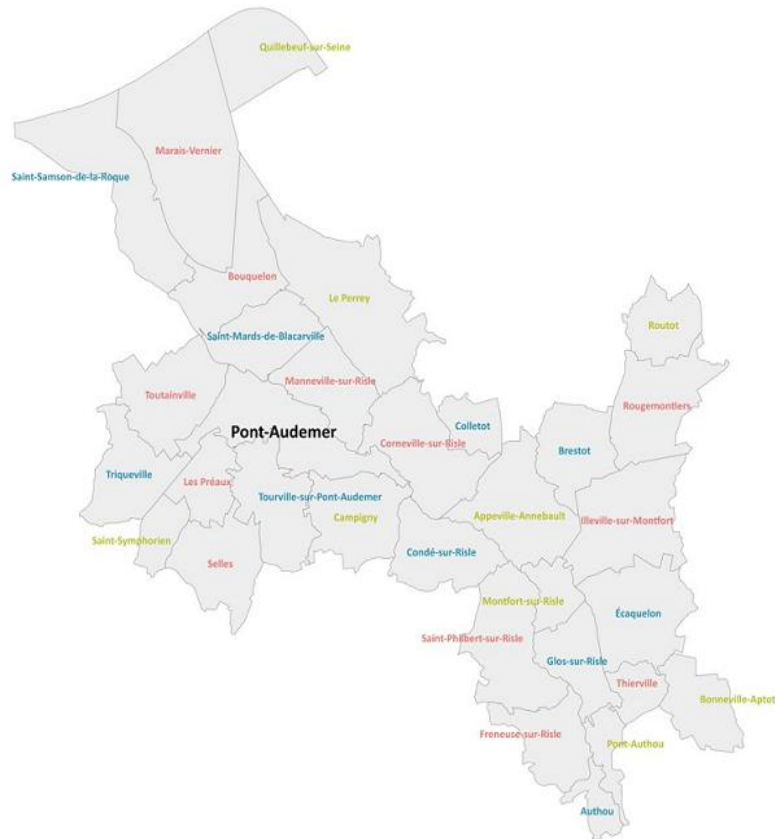 Quillebeuf-sur-Seine
Marais-Vernier
Saint-Samson-de-la-Roque
Bouquelon
Le Perrey
Routot
Saint-Mards-de-Blacarville
Manneville-sur-Risle
Toutainville
Rougemontiers
Pont-Audemer
Colletot
Corneville-sur-Risle
Brestot
Triqueville
Les Préaux
Tourville-sur-Pont-Audemer
Campigny
Appeville-Annebault
Illeville-sur-Montfort
Saint-Symphorien
Condé-sur-Risle
Selles
Montfort-sur-Risle
Écaquelon
Saint-Philbert-sur-Risle
Glos-sur-Risle
Thierville
Bonneville-Aptot
Freneuse-sur-Risle
Pont-Authou
Authou